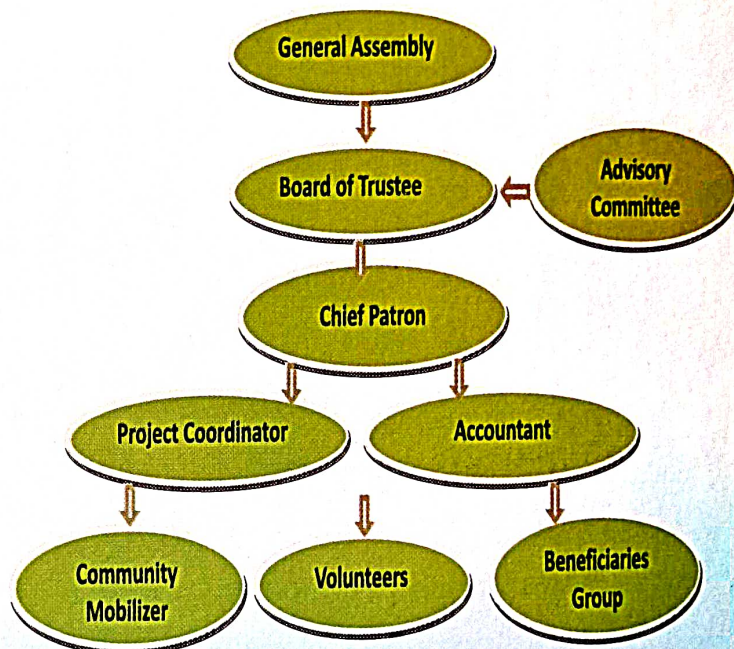 General Assembly
Board of Trustee
Advisory
Committee
Chief Patron
Project Coordinator
Accountant
Community
Mobilizer
Volunteers
Beneficiaries
Group